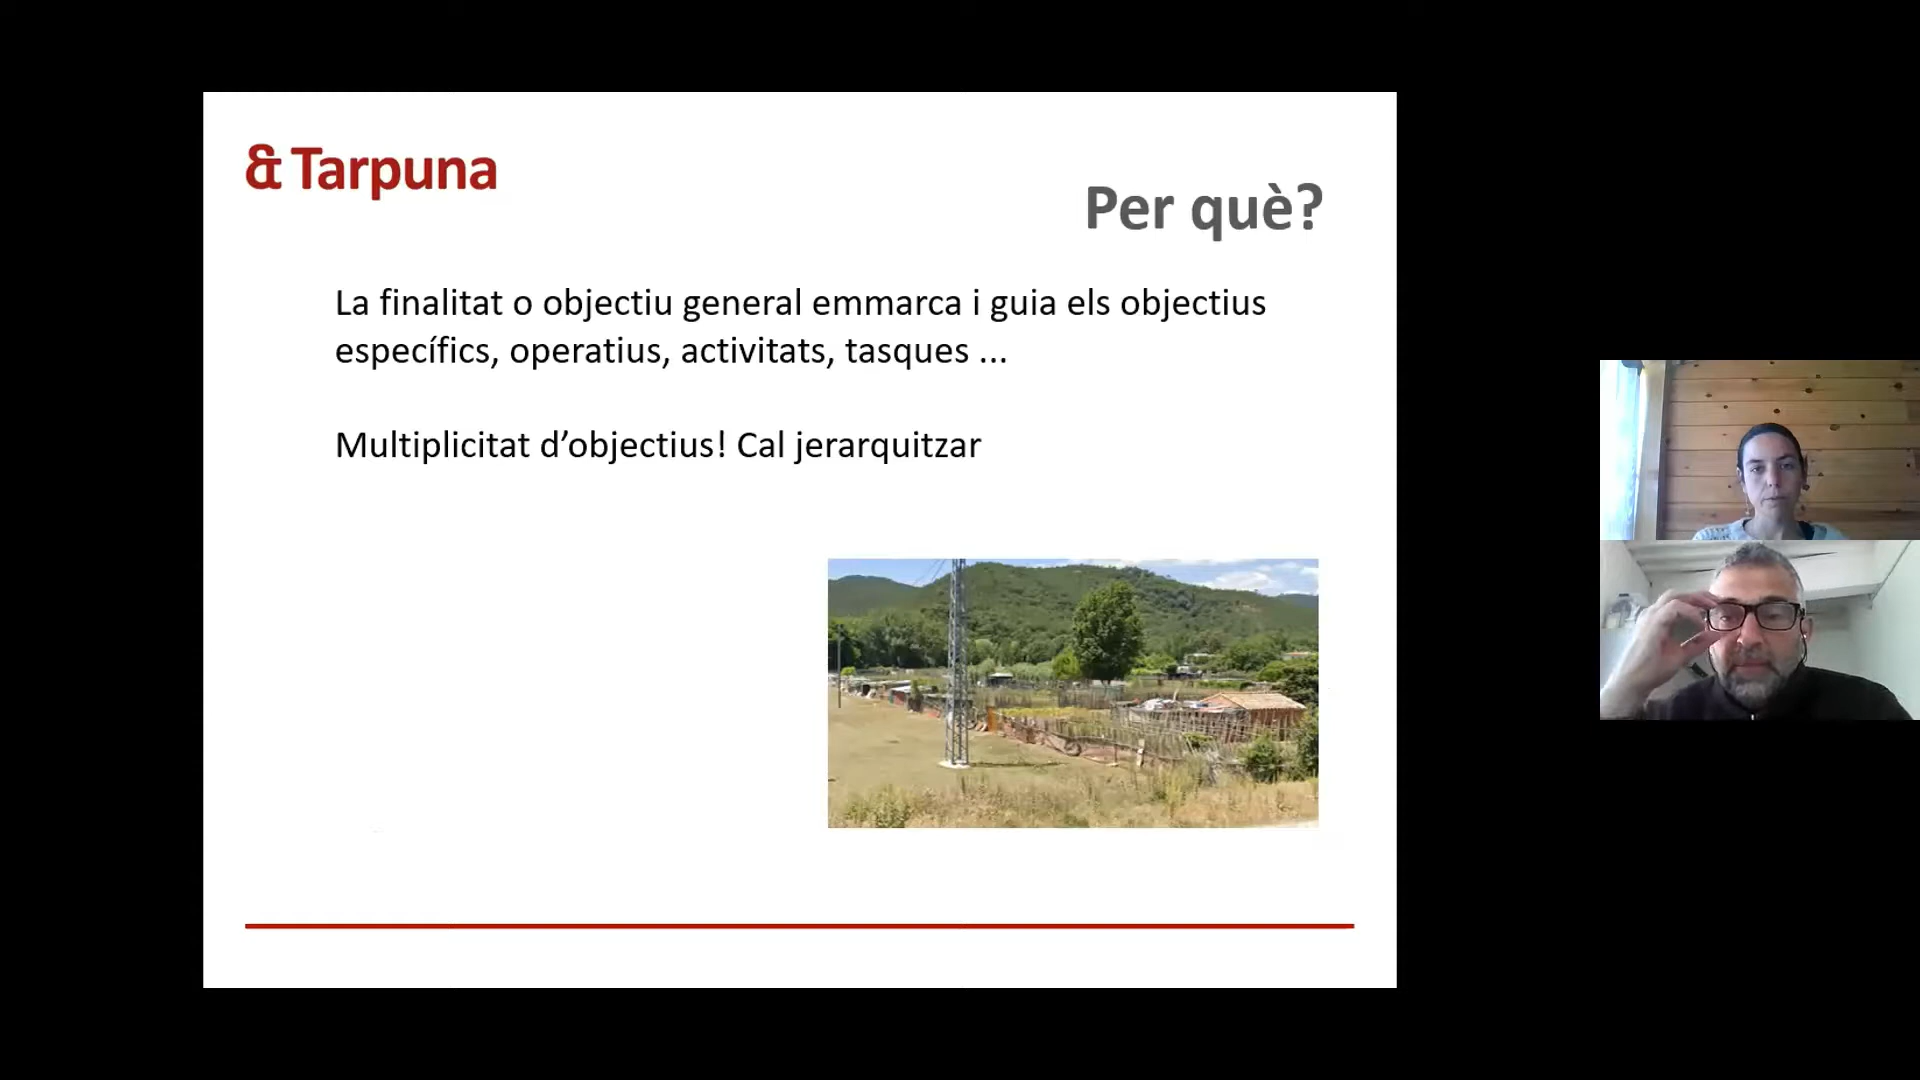 & Tarpuna
Per què?
La finalitat o objectiu general emmarca i guia els objectius
específics, operatius, activitats, tasques ...
Multiplicitat d’objectius! Cal jerarquitzar